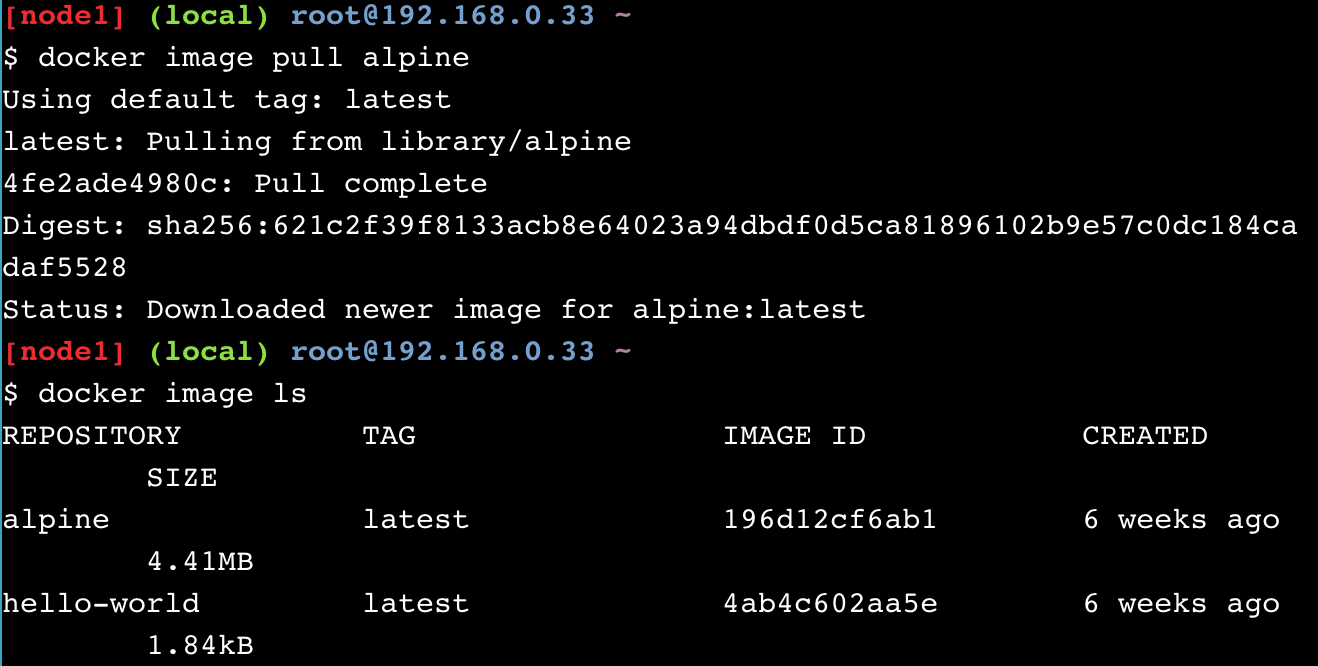 [node1] (local) root@192.168.0.33 ~
$ docker image pull alpine
Using default tag: latest
latest: Pulling from library/alpine
4fe2ade4980c: Pull complete
Digest: sha256:621c2f39f8133acb8e64023a94dbdf0d5ca81896102b9e57c0dc184ca
daf5528
Status: Downloaded newer image for alpine:latest
[node1] (local) root@192.168.0.33 ~
$ docker image ls
REPOSITORY          TAG                 IMAGE ID            CREATED
        SIZE
alpine              latest              196d12cf6ab1        6 weeks ago
        4.41MB
hello-world         latest              4ab4c602aa5e        6 weeks ago
        1.84kB